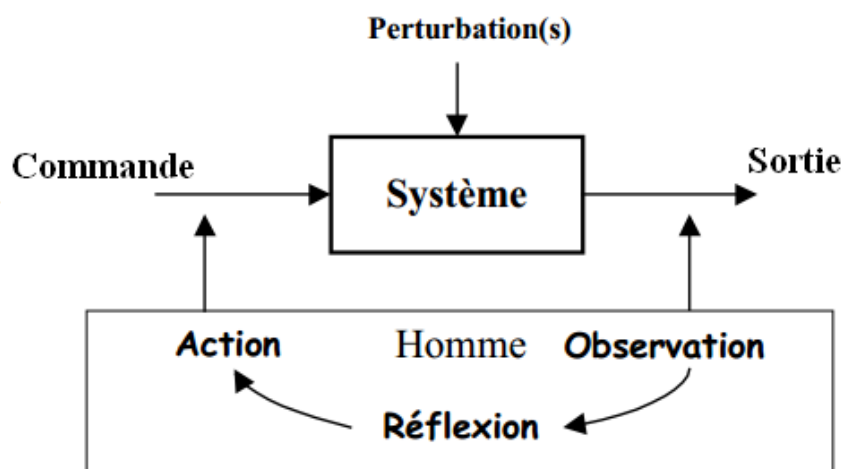 Perturbation(s)
Commande
Système
Sortie
Action
Homme
Observation
Réflexion